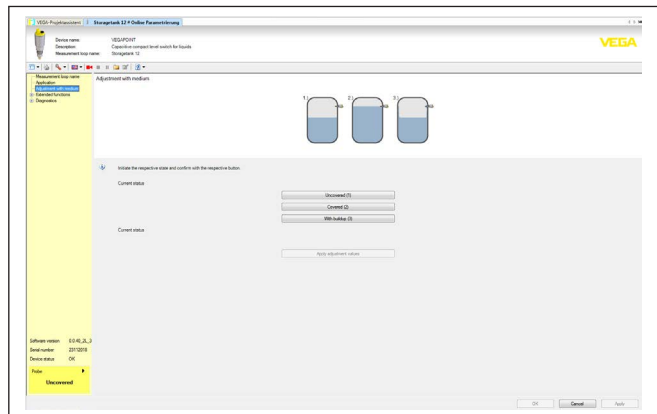 VEGA-Projektassistent
Storagetank 12 # Online Parametrierung
Device name: VEGAPOINT
Description: Capacitive compact level switch for liquids
Measurement loop name: Storagetank 12
VEGA
Measurement loop name
Application
Adjustment with medium
Extended functions
Diagnostics
Adjustment with medium
1) 2) 3)
Initiate the respective state and confirm with the respective button.
Current status
Uncovered (1)
Covered (2)
With buildup (3)
Current status
Apply adjustment values
Software version
Serial number 23112018
Device status OK
Probe
Uncovered
OK Cancel Apply